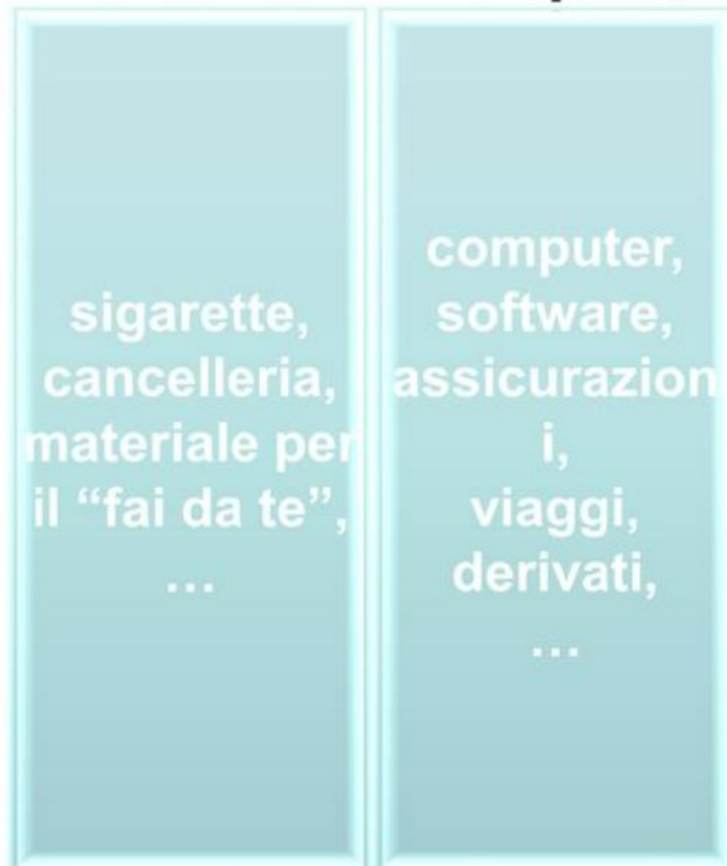 sigarette,
cancelleria,
materiale per
il “fai da te”,
...
computer,
software,
assicurazion
i,
viaggi,
derivati,
...